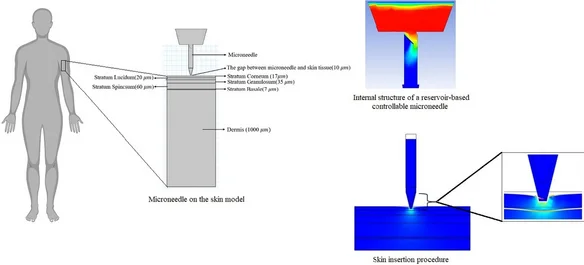 Microneedle
The gap between microneedle and skin tissue(10 μm)
Stratum Lucidum(20 μm)
Stratum Corneum (17μm)
Stratum Granulosum(35 μm)
Stratum Spincium(60 μm)
Stratum Basale(7 μm)
Dermis (1000 μm)
Microneedle on the skin model
Internal structure of a reservoir-based
controllable microneedle
Skin insertion procedure